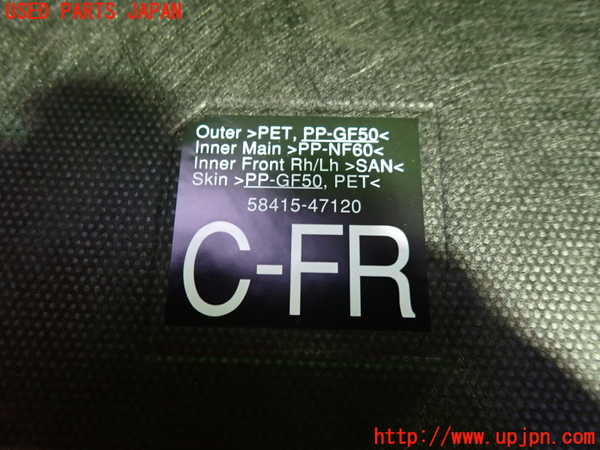 USED PARTS JAPAN
Outer >PET, PP-GF50<
Inner Main >PP-NF60<
Inner Front Rh/Lh >SAN<
Skin >PP-GF50, PET<
58415-47120
C-FR
http://www.upjpn.com